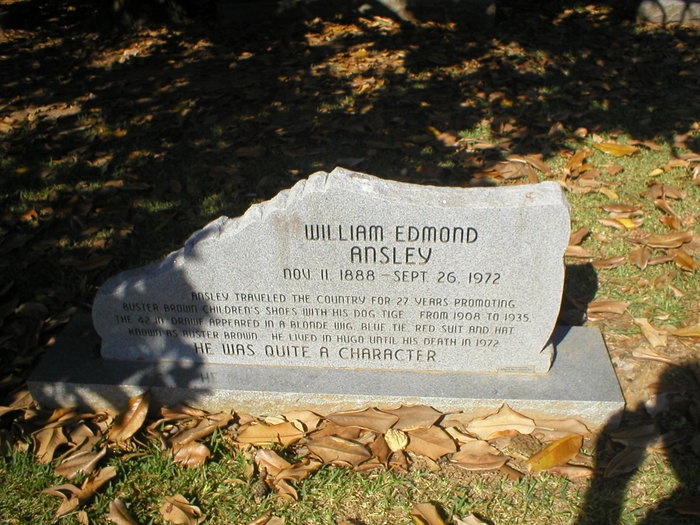 WILLIAM EDMOND
ANSLEY
NOV. 11, 1888 - SEPT. 26, 1972
ANSLEY TRAVELED THE COUNTRY FOR 27 YEARS PROMOTING
BUSTER BROWN CHILDREN'S SHOES WITH HIS DOG TIGE. FROM 1908 TO 1935,
THE 42 IN. DRAWF APPEARED IN A BLONDE WIG, BLUE TIE, RED SUIT AND HAT
KNOWN AS BUSTER BROWN. HE LIVED IN HUGO UNTIL HIS DEATH IN 1972.
HE WAS QUITE A CHARACTER